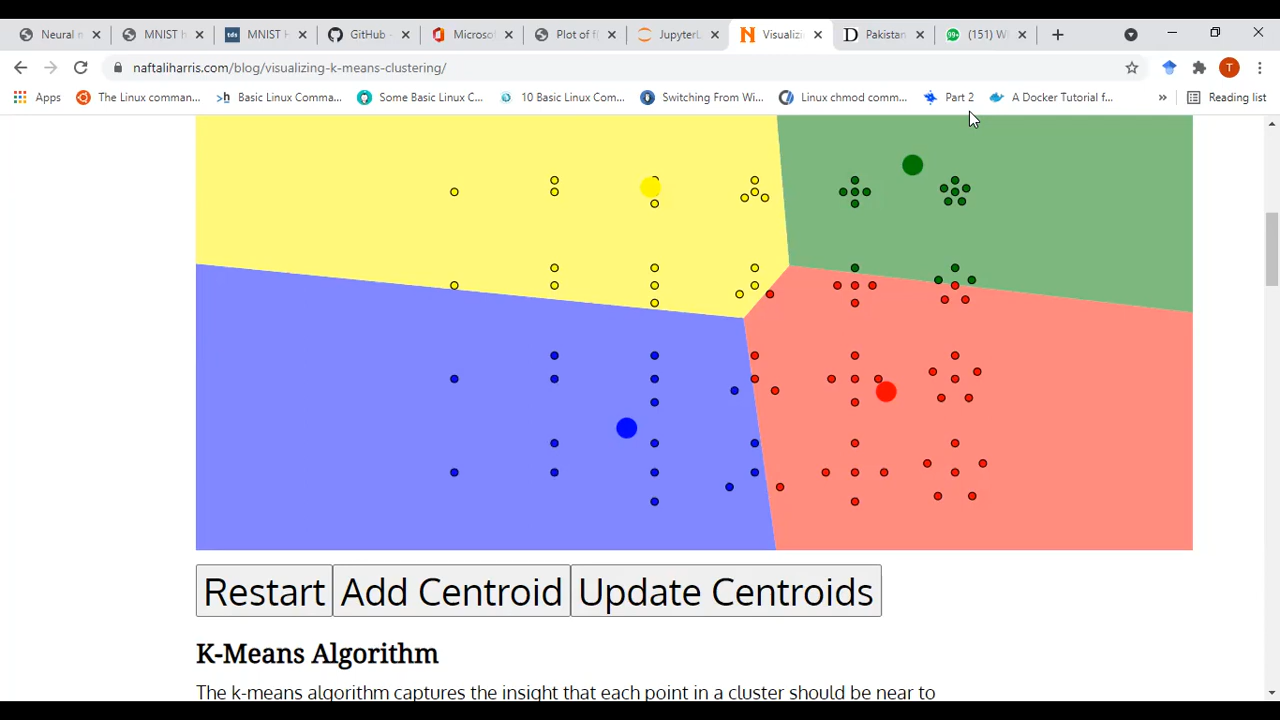 Neural n
MNIST h
tds MNIST H
GitHub -
Microso
Plot of fi
JupyterL
Visualizi
D Pakistan
99+ (151) W
naftaliharris.com/blog/visualizing-k-means-clustering/
T
Apps
The Linux comman...
Basic Linux Comma...
Some Basic Linux C...
10 Basic Linux Com...
Switching From Wi...
Linux chmod comm...
Part 2
A Docker Tutorial f...
»
Reading list
Restart
Add Centroid
Update Centroids
K-Means Algorithm
The k-means algorithm captures the insight that each point in a cluster should be near to